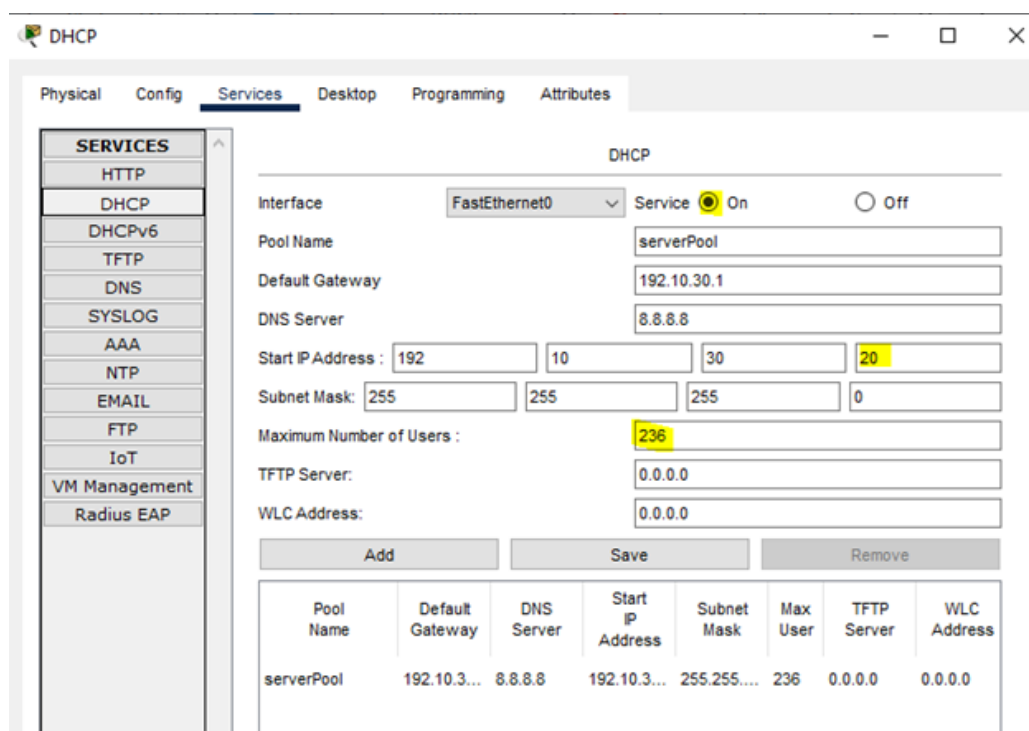 DHCP
Physical Config Services Desktop Programming Attributes
SERVICES
HTTP
DHCP
DHCPv6
TFTP
DNS
SYSLOG
AAA
NTP
EMAIL
FTP
IoT
VM Management
Radius EAP
DHCP
Interface FastEthernet0 Service On Off
Pool Name serverPool
Default Gateway 192.10.30.1
DNS Server 8.8.8.8
Start IP Address : 192 10 30 20
Subnet Mask: 255 255 255 0
Maximum Number of Users : 236
TFTP Server: 0.0.0.0
WLC Address: 0.0.0.0
Add Save Remove
Pool Name Default Gateway DNS Server Start IP Address Subnet Mask Max User TFTP Server WLC Address
serverPool 192.10.3... 8.8.8.8 192.10.3... 255.255.... 236 0.0.0.0 0.0.0.0